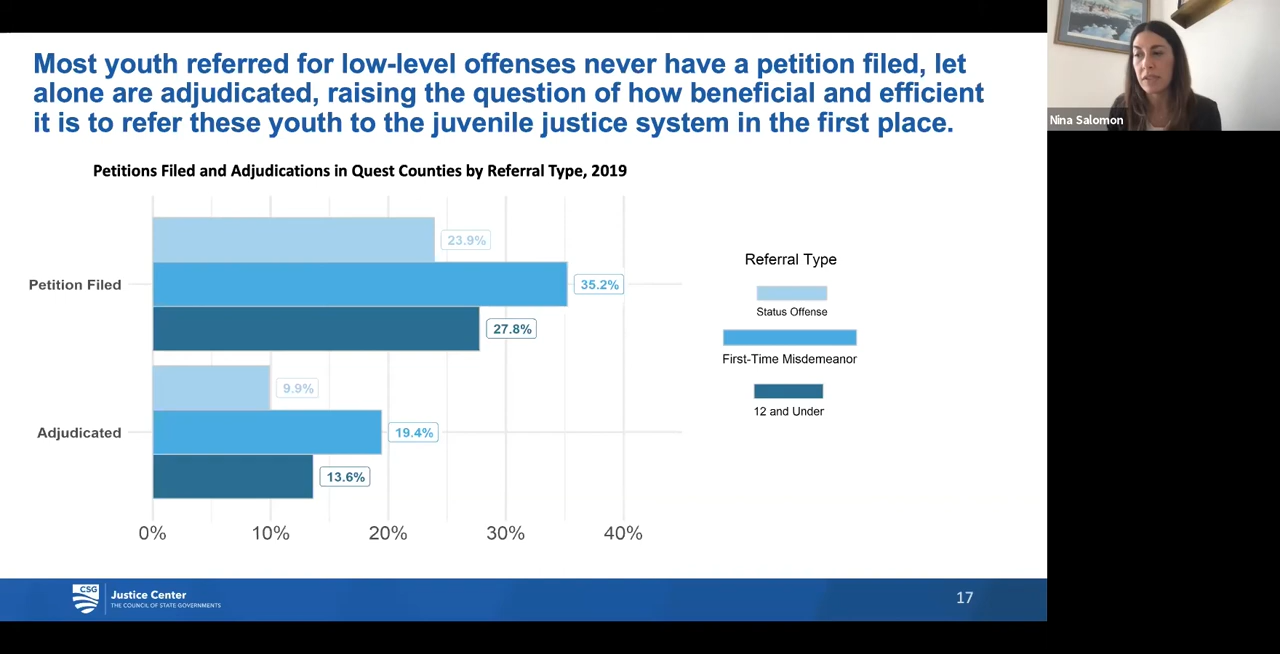 Most youth referred for low-level offenses never have a petition filed, let
alone are adjudicated, raising the question of how beneficial and efficient
it is to refer these youth to the juvenile justice system in the first place.
Nina Salomon
Petitions Filed and Adjudications in Quest Counties by Referral Type, 2019
Petition Filed
23.9%
35.2%
27.8%
Adjudicated
9.9%
19.4%
13.6%
0% 10% 20% 30% 40%
Referral Type
Status Offense
First-Time Misdemeanor
12 and Under
CSG
Justice Center
THE COUNCIL OF STATE GOVERNMENTS
17